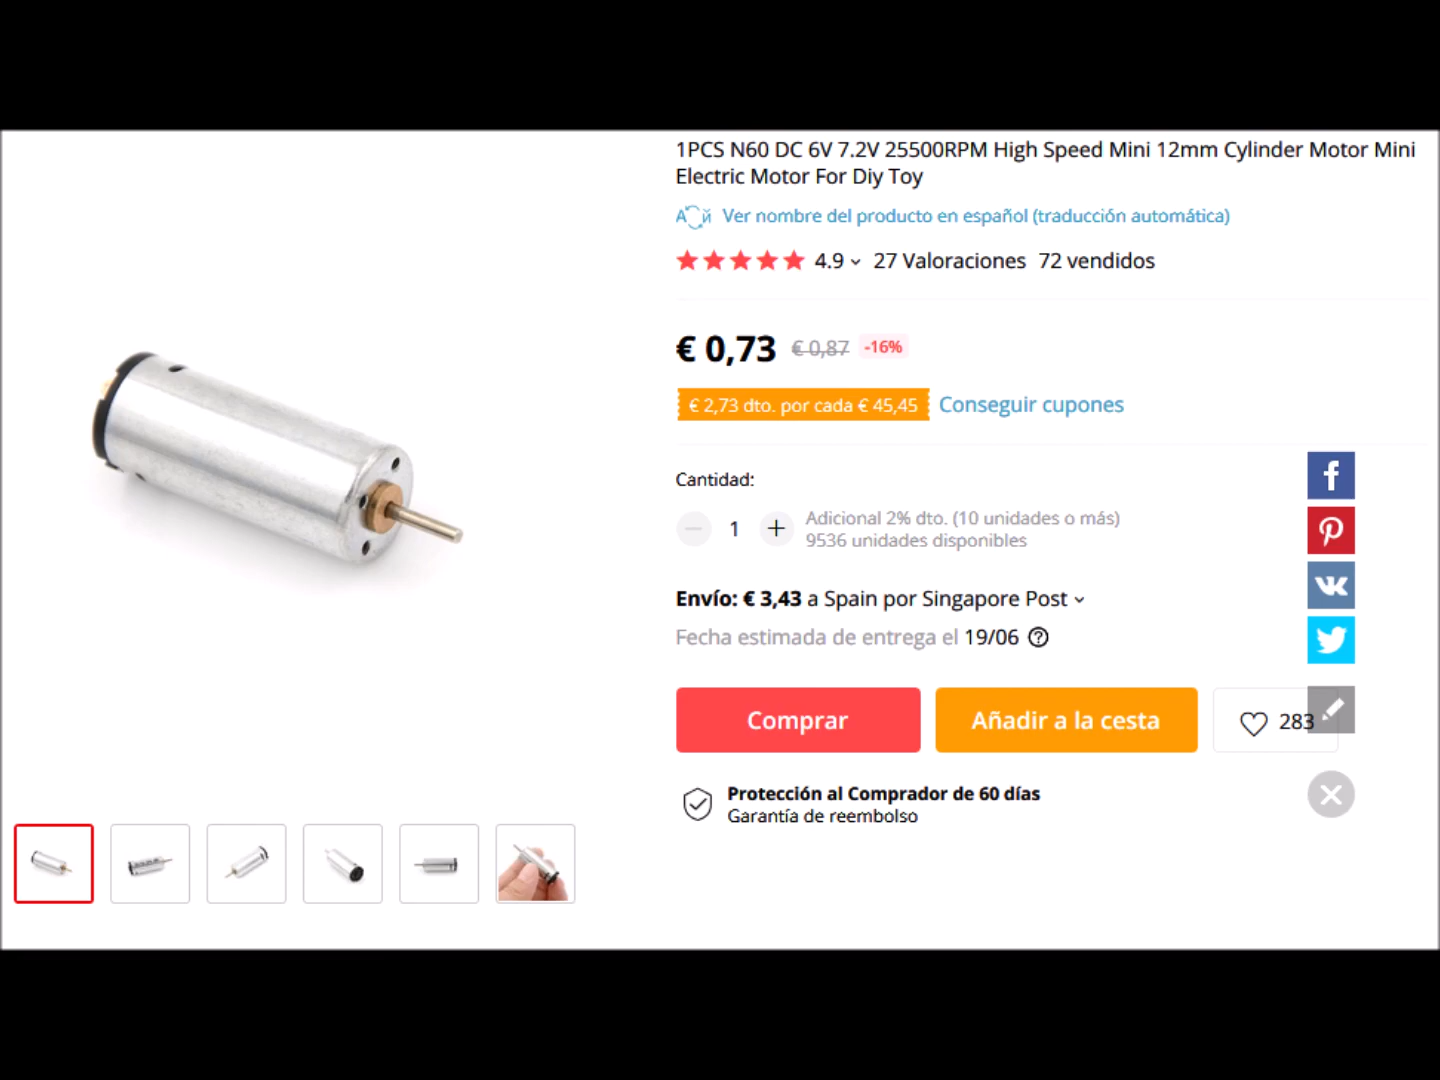 1PCS N60 DC 6V 7.2V 25500RPM High Speed Mini 12mm Cylinder Motor Mini
Electric Motor For Diy Toy
Ver nombre del producto en español (traducción automática)
4.9 27 Valoraciones 72 vendidos
€ 0,73 € 0,87 -16%
€ 2,73 dto. por cada € 45,45 Conseguir cupones
Cantidad:
1 + Adicional 2% dto. (10 unidades o más)
9536 unidades disponibles
Envío: € 3,43 a Spain por Singapore Post
Fecha estimada de entrega el 19/06
Comprar Añadir a la cesta 283
Protección al Comprador de 60 días
Garantía de reembolso